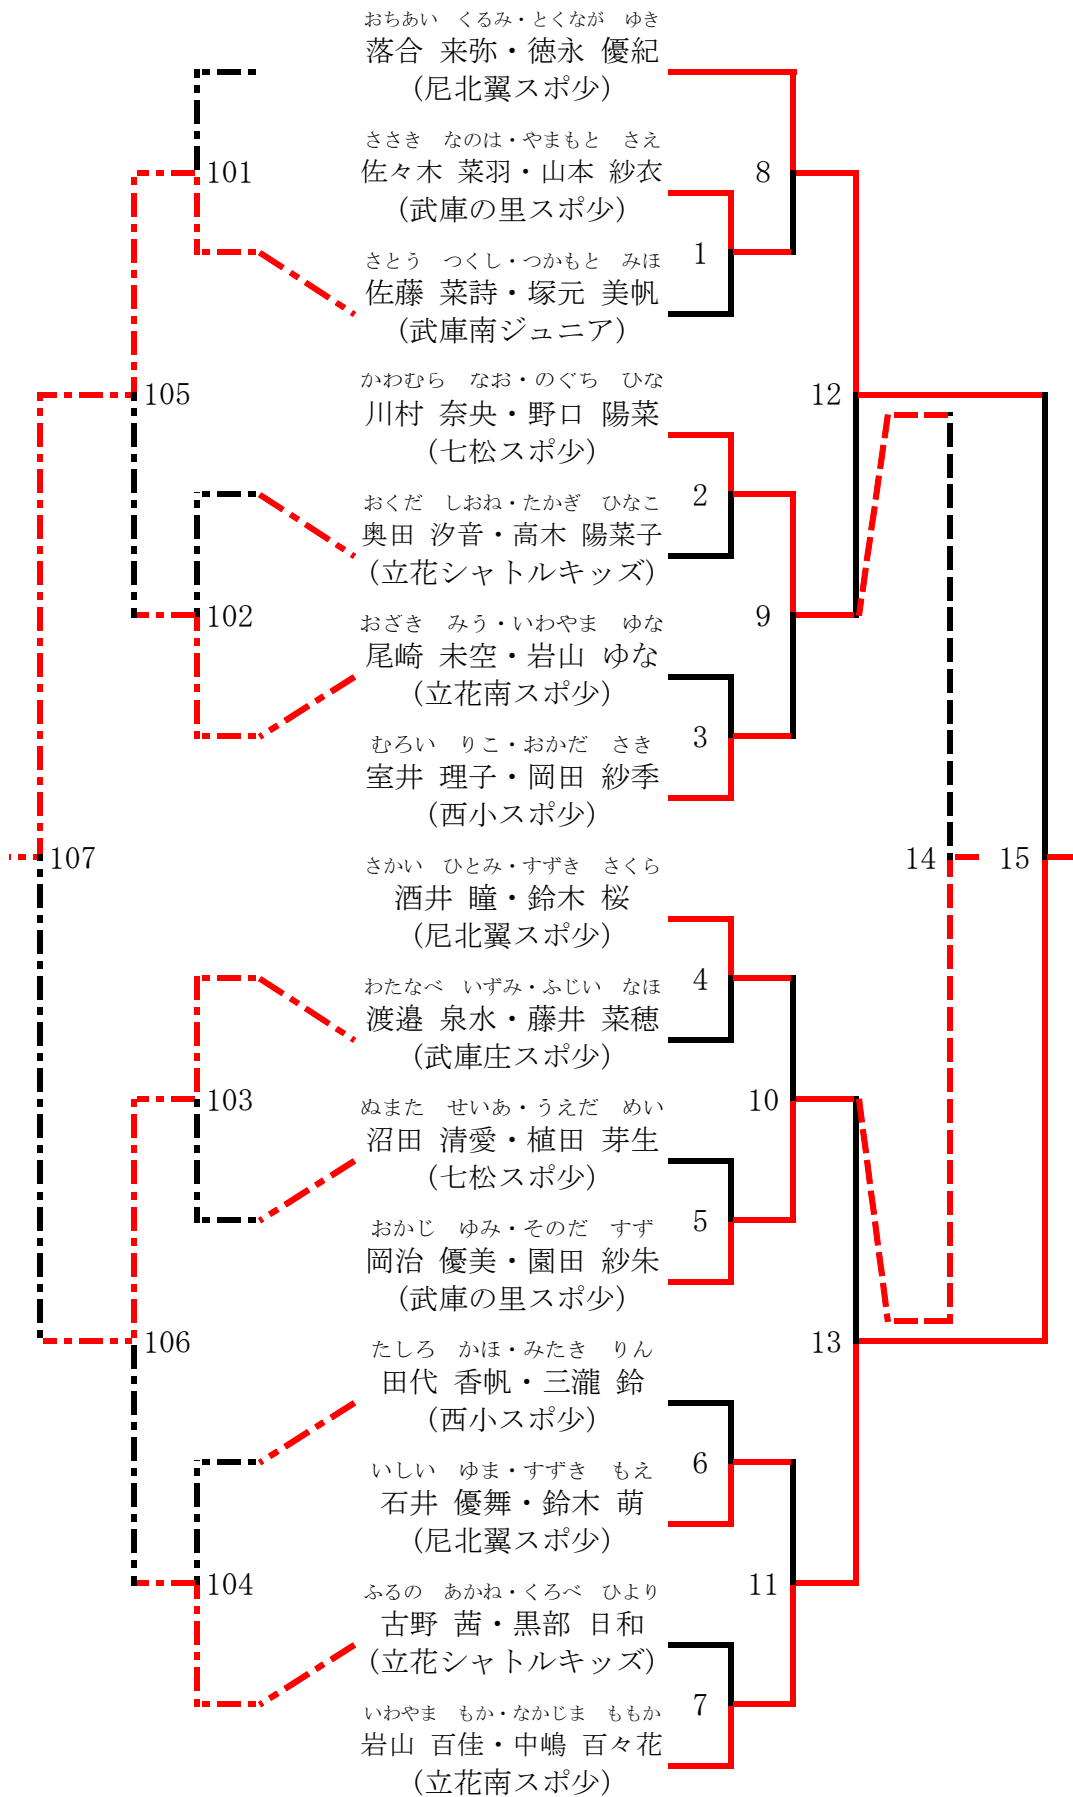 おちあい　くるみ・とくなが　ゆき
落合 来弥・徳永 優紀
(尼北翼スポ少)
ささき　なのは・やまもと　さえ
佐々木 菜羽・山本 紗衣
(武庫の里スポ少)
101
8
さとう　つくし・つかもと　みほ
佐藤 菜詩・塚元 美帆
(武庫南ジュニア)
1
かわむら　なお・のぐち　ひな
川村 奈央・野口 陽菜
(七松スポ少)
105
12
おくだ　しおね・たかぎ　ひなこ
奥田 汐音・高木 陽菜子
(立花シャトルキッズ)
2
おざき　みう・いわやま　ゆな
尾崎 未空・岩山 ゆな
(立花南スポ少)
102
9
むろい　りこ・おかだ　さき
室井 理子・岡田 紗季
(西小スポ少)
3
107
14
15
さかい　ひとみ・すずき　さくら
酒井 瞳・鈴木 桜
(尼北翼スポ少)
わたなべ　いずみ・ふじい　なほ
渡邉 泉水・藤井 菜穂
(武庫庄スポ少)
4
ぬまた　せいあ・うえだ　めい
沼田 清愛・植田 芽生
(七松スポ少)
103
10
おかじ　ゆみ・そのだ　すず
岡治 優美・園田 紗朱
(武庫の里スポ少)
5
たしろ　かほ・みたき　りん
田代 香帆・三瀧 鈴
(西小スポ少)
106
13
いしい　ゆま・すずき　もえ
石井 優舞・鈴木 萌
(尼北翼スポ少)
6
ふるの　あかね・くろべ　ひより
古野 茜・黒部 日和
(立花シャトルキッズ)
104
11
いわやま　もか・なかじま　ももか
岩山 百佳・中嶋 百々花
(立花南スポ少)
7